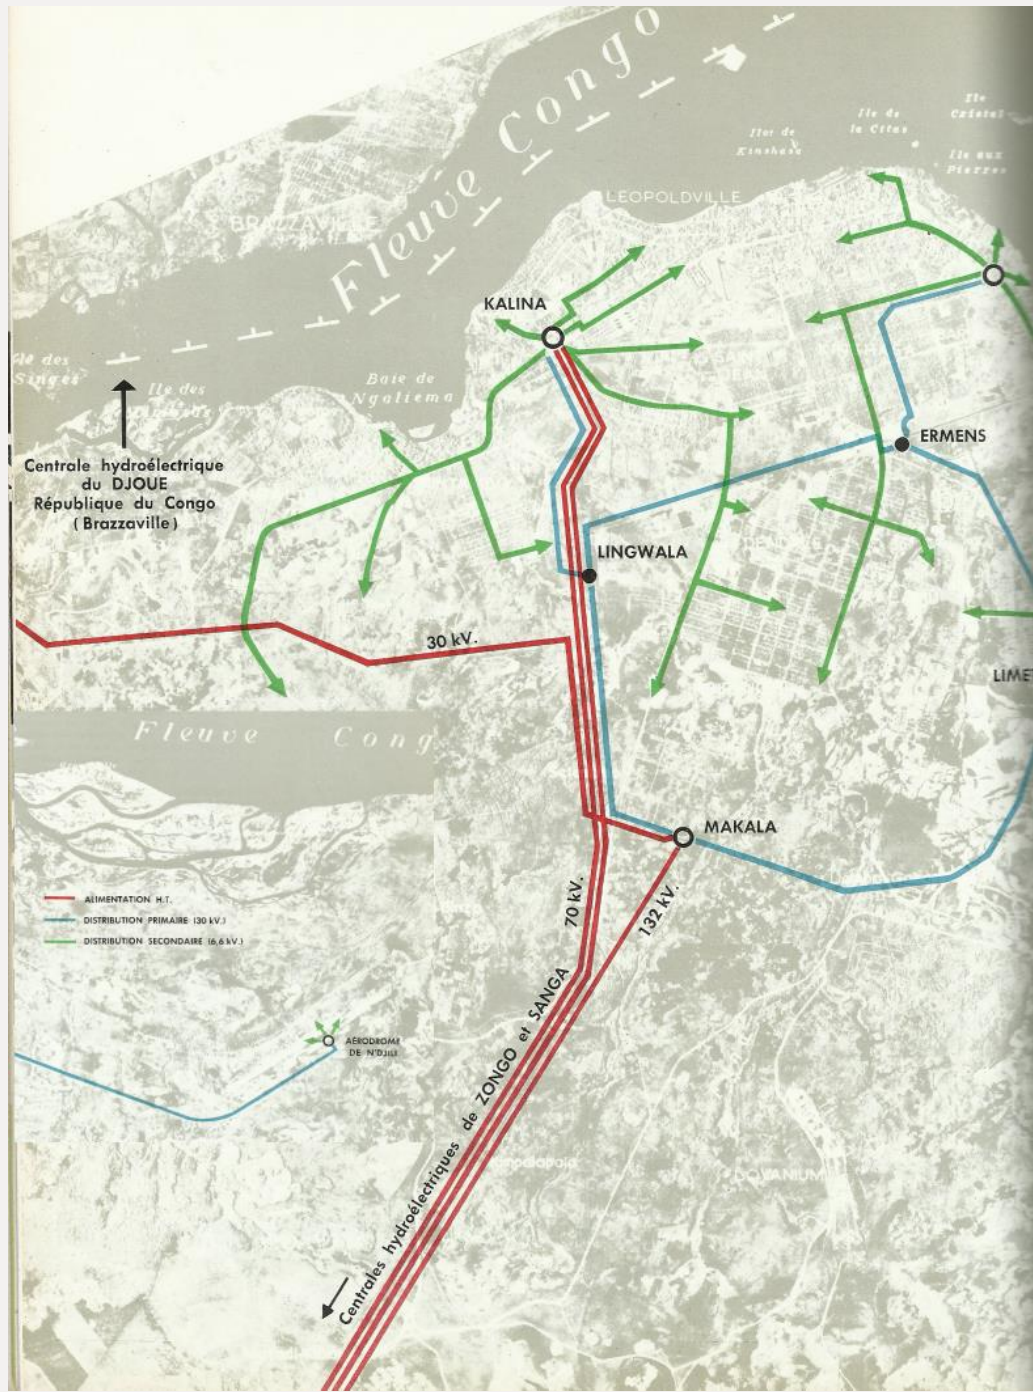 Fleuve Congo
Ilot de
Kinshasa
Ile de
la Citas
Ile
Cristal
Ile aux
Pierres
BRAZZAVILLE
LEOPOLDVILLE
KALINA
des
Singes
Ile des
Baie de
Ngaliema
ERMENS
Centrale hydroélectrique
du DJOUE
République du Congo
(Brazzaville)
LINGWALA
30 kV.
LIME
Fleuve Cong
MAKALA
70 kV.
132 kV.
ALIMENTATION H.T.
DISTRIBUTION PRIMAIRE (30 kV.)
DISTRIBUTION SECONDAIRE (6,6 kV.)
AÉRODROME
DE N'DJILI
Centrales hydroélectriques de ZONGO et SANGA
LOVANIUM